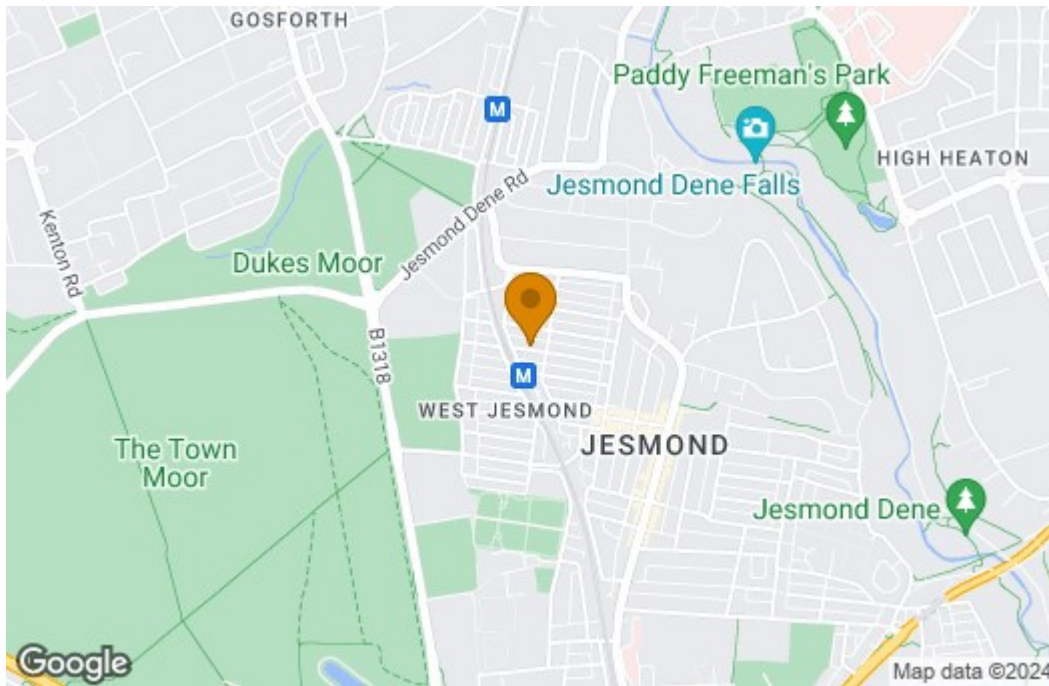 GOSFORTH
M
Paddy Freeman's Park
HIGH HEATON
Jesmond Dene Falls
Jesmond Dene Rd
Kenton Rd
Dukes Moor
B1318
M
WEST JESMOND
JESMOND
The Town
Moor
Jesmond Dene
Google
Map data ©2024